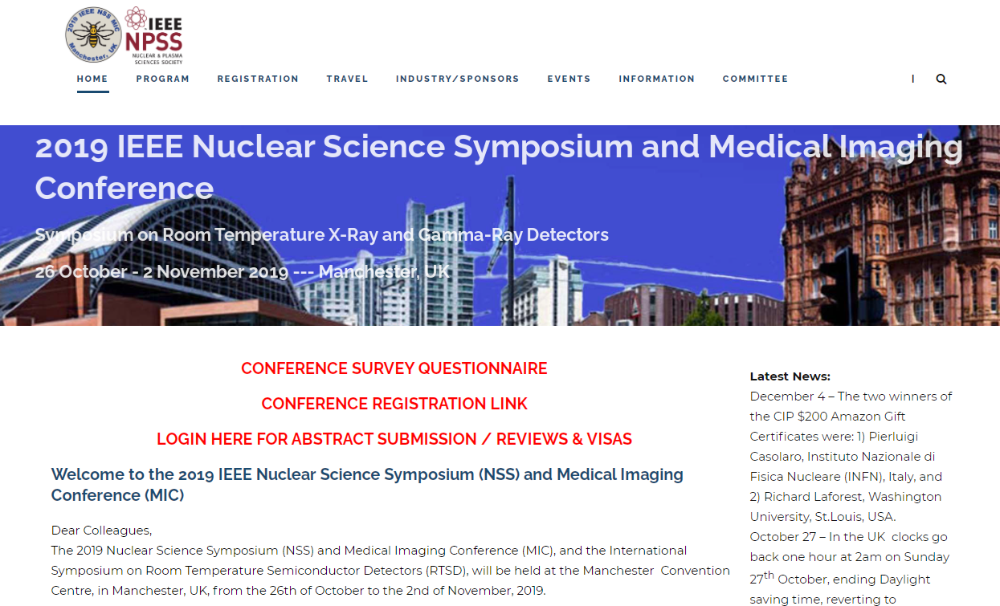 2019 IEEE NSS MIC
Manchester, UK
IEEE
NPSS
NUCLEAR & PLASMA
SCIENCES SOCIETY
HOME PROGRAM REGISTRATION TRAVEL INDUSTRY/SPONSORS EVENTS INFORMATION COMMITTEE |
2019 IEEE Nuclear Science Symposium and Medical Imaging
Conference
Symposium on Room Temperature X-Ray and Gamma-Ray Detectors
26 October - 2 November 2019 --- Manchester, UK
a
CONFERENCE SURVEY QUESTIONNAIRE
CONFERENCE REGISTRATION LINK
LOGIN HERE FOR ABSTRACT SUBMISSION / REVIEWS & VISAS
Welcome to the 2019 IEEE Nuclear Science Symposium (NSS) and Medical Imaging
Conference (MIC)
Dear Colleagues,
The 2019 Nuclear Science Symposium (NSS) and Medical Imaging Conference (MIC), and the International
Symposium on Room Temperature Semiconductor Detectors (RTSD), will be held at the Manchester Convention
Centre, in Manchester, UK, from the 26th of October to the 2nd of November, 2019.
Latest News:
December 4 – The two winners of
the CIP $200 Amazon Gift
Certificates were: 1) Pierluigi
Casolaro, Instituto Nazionale di
Fisica Nucleare (INFN), Italy, and
2) Richard Laforest, Washington
University, St.Louis, USA.
October 27 – In the UK clocks go
back one hour at 2am on Sunday
27th October, ending Daylight
saving time, reverting to